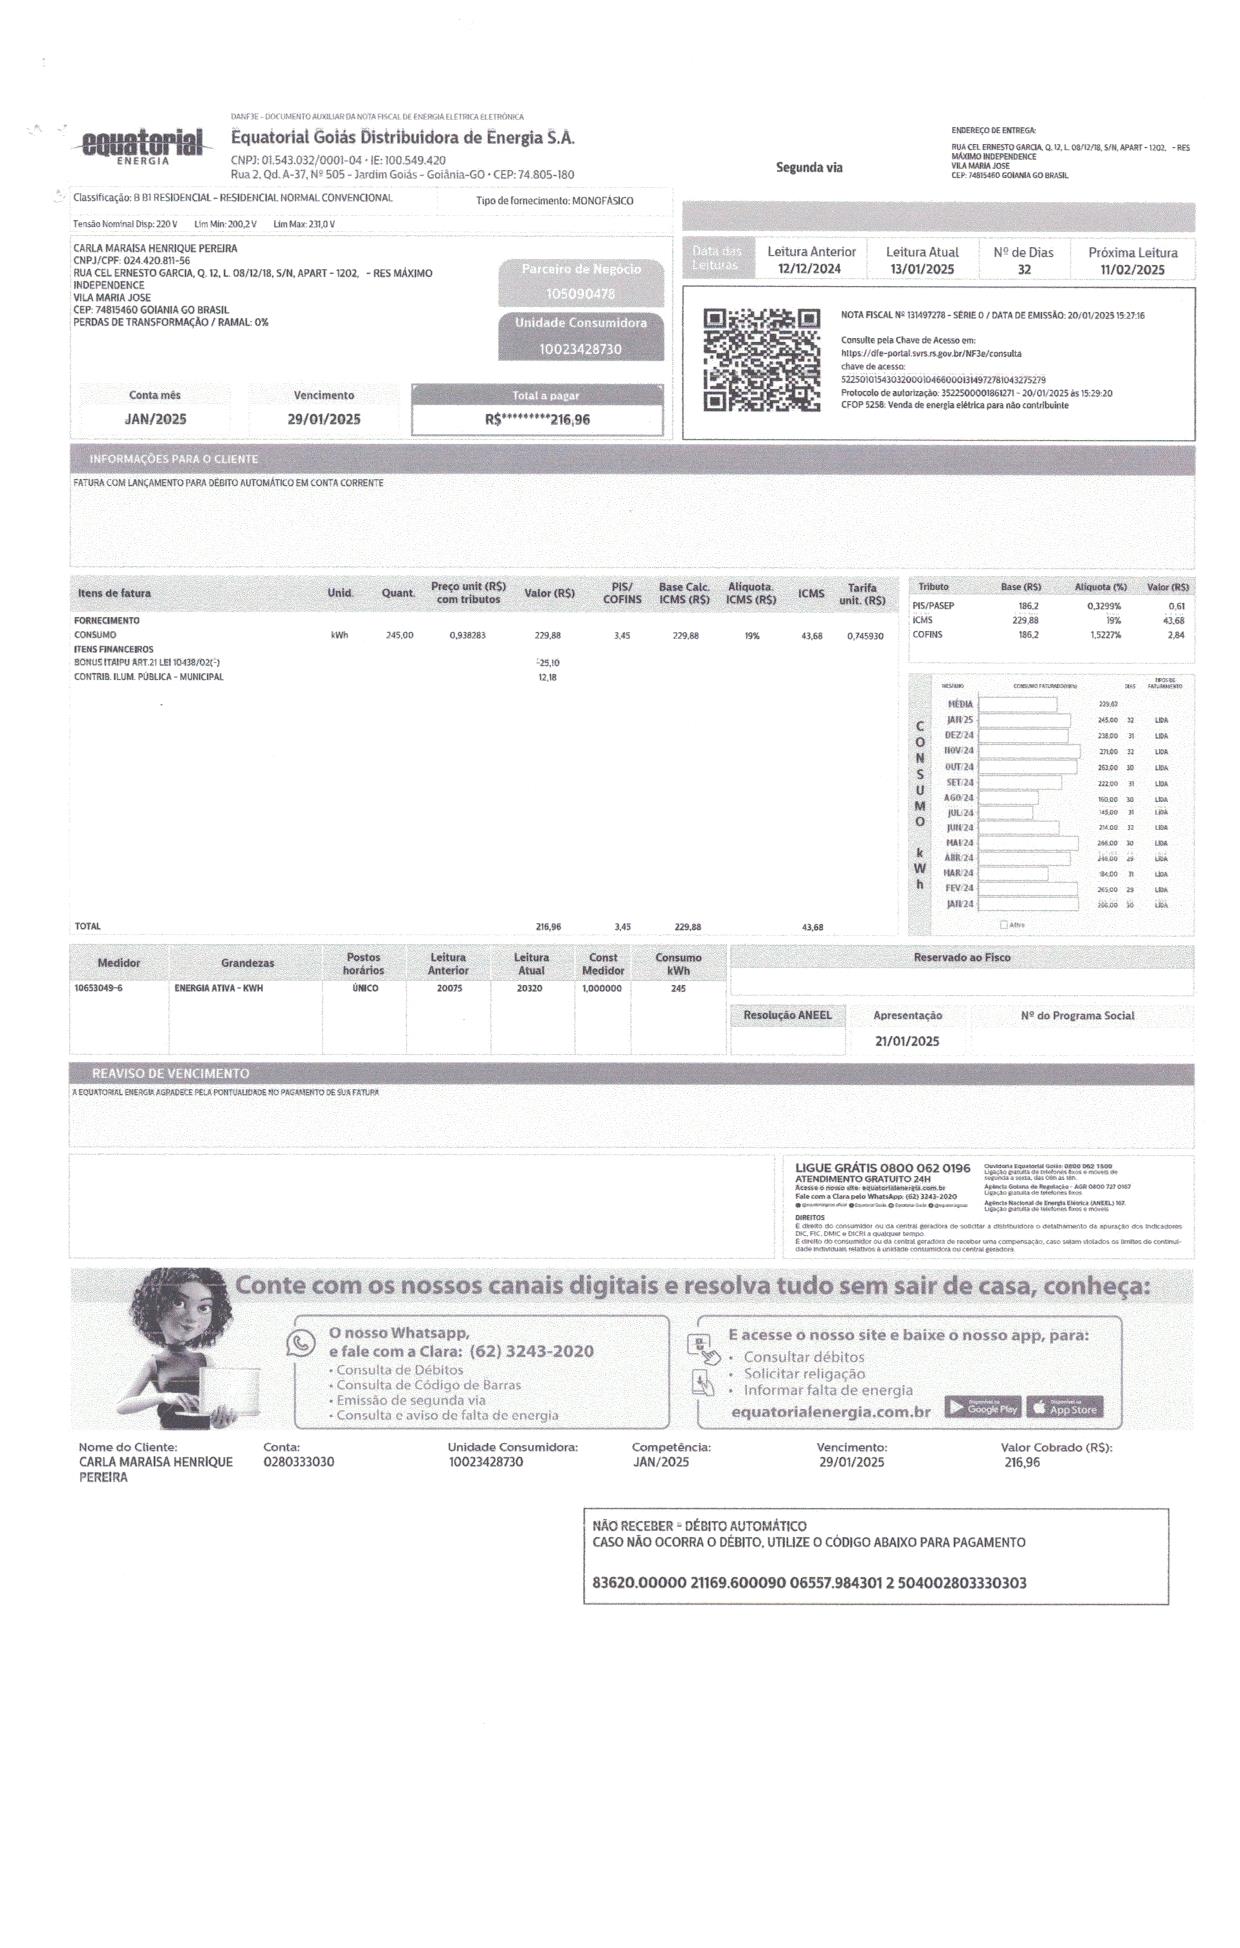 DANF3E - DOCUMENTO AUXILIAR DA NOTA FISCAL DE ENERGIA ELÉTRICA ELETRÔNICA
equatorial
ENERGIA
Equatorial Goiás Distribuidora de Energia S.A.
CNPJ: 01.543.032/0001-04 • IE: 100.549.420
Rua 2, Qd. A-37, Nº 505 - Jardim Goiás - Goiânia-GO • CEP: 74.805-180
Segunda via
ENDEREÇO DE ENTREGA:
RUA CEL ERNESTO GARCIA, Q. 12, L. 08/12/18, S/N, APART - 1202, - RES
MÁXIMO INDEPENDENCE
VILA MARIA JOSE
CEP: 74815460 GOIANIA GO BRASIL
Classificação: B B1 RESIDENCIAL - RESIDENCIAL NORMAL CONVENCIONAL
Tipo de fornecimento: MONOFÁSICO
Tensão Nominal Disp: 220 V Lim Min: 200,2 V Lim Max: 231,0 V
CARLA MARAISA HENRIQUE PEREIRA
CNPJ/CPF: 024.420.811-56
RUA CEL ERNESTO GARCIA, Q. 12, L. 08/12/18, S/N, APART - 1202, - RES MÁXIMO
INDEPENDENCE
VILA MARIA JOSE
CEP: 74815460 GOIANIA GO BRASIL
PERDAS DE TRANSFORMAÇÃO / RAMAL: 0%
Parceiro de Negócio
105090478
Unidade Consumidora
10023428730
Data das Leituras
Leitura Anterior Leitura Atual Nº de Dias Próxima Leitura
12/12/2024 13/01/2025 32 11/02/2025
NOTA FISCAL Nº 131497278 - SÉRIE 0 / DATA DE EMISSÃO: 20/01/2025 15:27:16
Consulte pela Chave de Acesso em:
https://dfe-portal.svrs.rs.gov.br/NF3e/consulta
chave de acesso:
52250101543032000104660001314972781043275279
Protocolo de autorização: 3522500001861271 - 20/01/2025 às 15:29:20
CFOP 5258: Venda de energia elétrica para não contribuinte
Conta mês Vencimento Total a pagar
JAN/2025 29/01/2025 R$*********216,96
INFORMAÇÕES PARA O CLIENTE
FATURA COM LANÇAMENTO PARA DÉBITO AUTOMÁTICO EM CONTA CORRENTE
Itens de fatura Unid. Quant. Preço unit (R$) com tributos Valor (R$) PIS/ COFINS Base Calc. ICMS (R$) Alíquota. ICMS (R$) ICMS Tarifa unit. (R$)
FORNECIMENTO
CONSUMO kWh 245,00 0,938283 229,88 3,45 229,88 19% 43,68 0,745930
ITENS FINANCEIROS
BONUS ITAIPU ART.21 LEI 10438/02(-) -25,10
CONTRIB. ILUM. PÚBLICA - MUNICIPAL 12,18
TOTAL 216,96 3,45 229,88 43,68
Tributo Base (R$) Alíquota (%) Valor (R$)
PIS/PASEP 186,2 0,3299% 0,61
ICMS 229,88 19% 43,68
COFINS 186,2 1,5227% 2,84
CONSUMO kWh
MES/ANO CONSUMO FATURADO(kWh) DIAS TIPOS DE FATURAMENTO
MÉDIA 229,62
JAN/25 245,00 32 LIDA
DEZ/24 238,00 31 LIDA
NOV/24 271,00 32 LIDA
OUT/24 263,00 30 LIDA
SET/24 222,00 31 LIDA
AGO/24 160,00 30 LIDA
JUL/24 145,00 31 LIDA
JUN/24 214,00 32 LIDA
MAI/24 266,00 30 LIDA
ABR/24 29 LIDA
MAR/24 184,00 31 LIDA
FEV/24 265,00 29 LIDA
JAN/24 30 LIDA
Ativo
Medidor Grandezas Postos horários Leitura Anterior Leitura Atual Const Medidor Consumo kWh
10653049-6 ENERGIA ATIVA - KWH ÚNICO 20075 20320 1,000000 245
Reservado ao Fisco
Resolução ANEEL Apresentação Nº do Programa Social
21/01/2025
REAVISO DE VENCIMENTO
A EQUATORIAL ENERGIA AGRADECE PELA PONTUALIDADE NO PAGAMENTO DE SUA FATURA
LIGUE GRÁTIS 0800 062 0196
ATENDIMENTO GRATUITO 24H
Acesse o nosso site: equatorialenergia.com.br
Fale com a Clara pelo WhatsApp: (62) 3243-2020
Ouvidoria Equatorial Goiás: 0800 062 1500
Ligação gratuita de telefones fixos e móveis de
segunda a sexta, das 08h às 18h.
Agência Goiana de Regulação - AGR 0800 727 0167
Ligação gratuita de telefones fixos
Agência Nacional de Energia Elétrica (ANEEL) 167.
Ligação gratuita de telefones fixos e móveis
DIREITOS
É direito do consumidor ou da central geradora de solicitar a distribuidora o detalhamento da apuração dos indicadores
DIC, FIC, DMIC e DICRI a qualquer tempo.
É direito do consumidor ou da central geradora de receber uma compensação, caso sejam violados os limites de continui-
dade individuais relativos à unidade consumidora ou central geradora.
Conte com os nossos canais digitais e resolva tudo sem sair de casa, conheça:
O nosso Whatsapp,
e fale com a Clara: (62) 3243-2020
• Consulta de Débitos
• Consulta de Código de Barras
• Emissão de segunda via
• Consulta e aviso de falta de energia
E acesse o nosso site e baixe o nosso app, para:
• Consultar débitos
• Solicitar religação
• Informar falta de energia
equatorialenergia.com.br
Disponível no Google Play
Disponível na App Store
Nome do Cliente: Conta: Unidade Consumidora: Competência: Vencimento: Valor Cobrado (R$):
CARLA MARAISA HENRIQUE 0280333030 10023428730 JAN/2025 29/01/2025 216,96
PEREIRA
NÃO RECEBER - DÉBITO AUTOMÁTICO
CASO NÃO OCORRA O DÉBITO, UTILIZE O CÓDIGO ABAIXO PARA PAGAMENTO
83620.00000 21169.600090 06557.984301 2 504002803330303